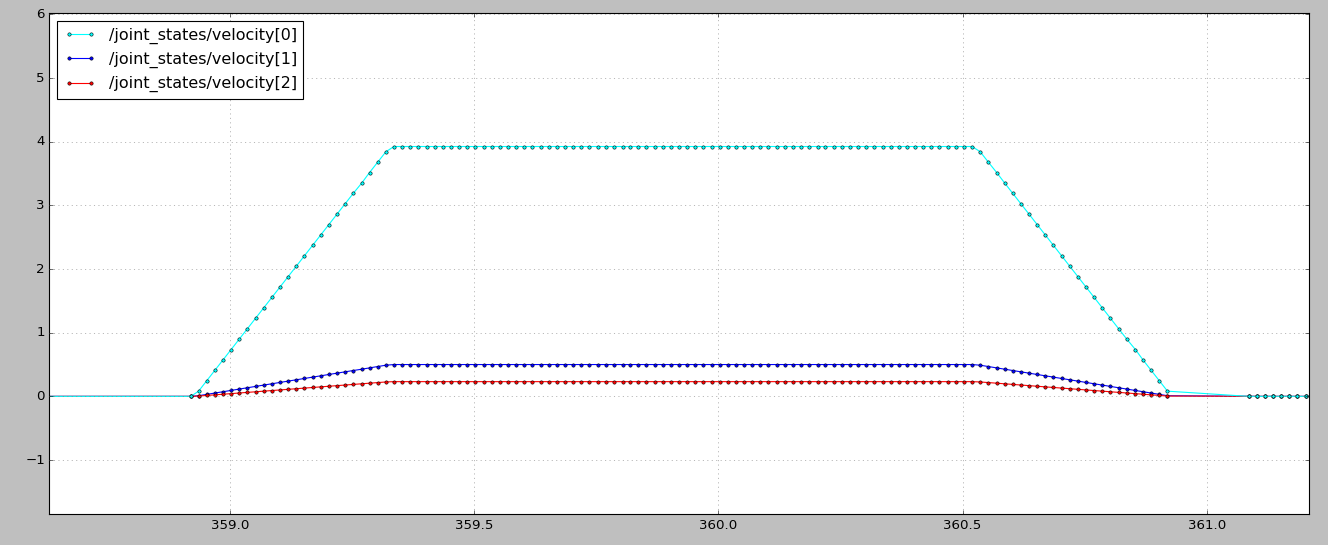 6
/joint_states/velocity[0]
/joint_states/velocity[1]
/joint_states/velocity[2]
5
4
3
2
1
0
−1
359.0 359.5 360.0 360.5 361.0